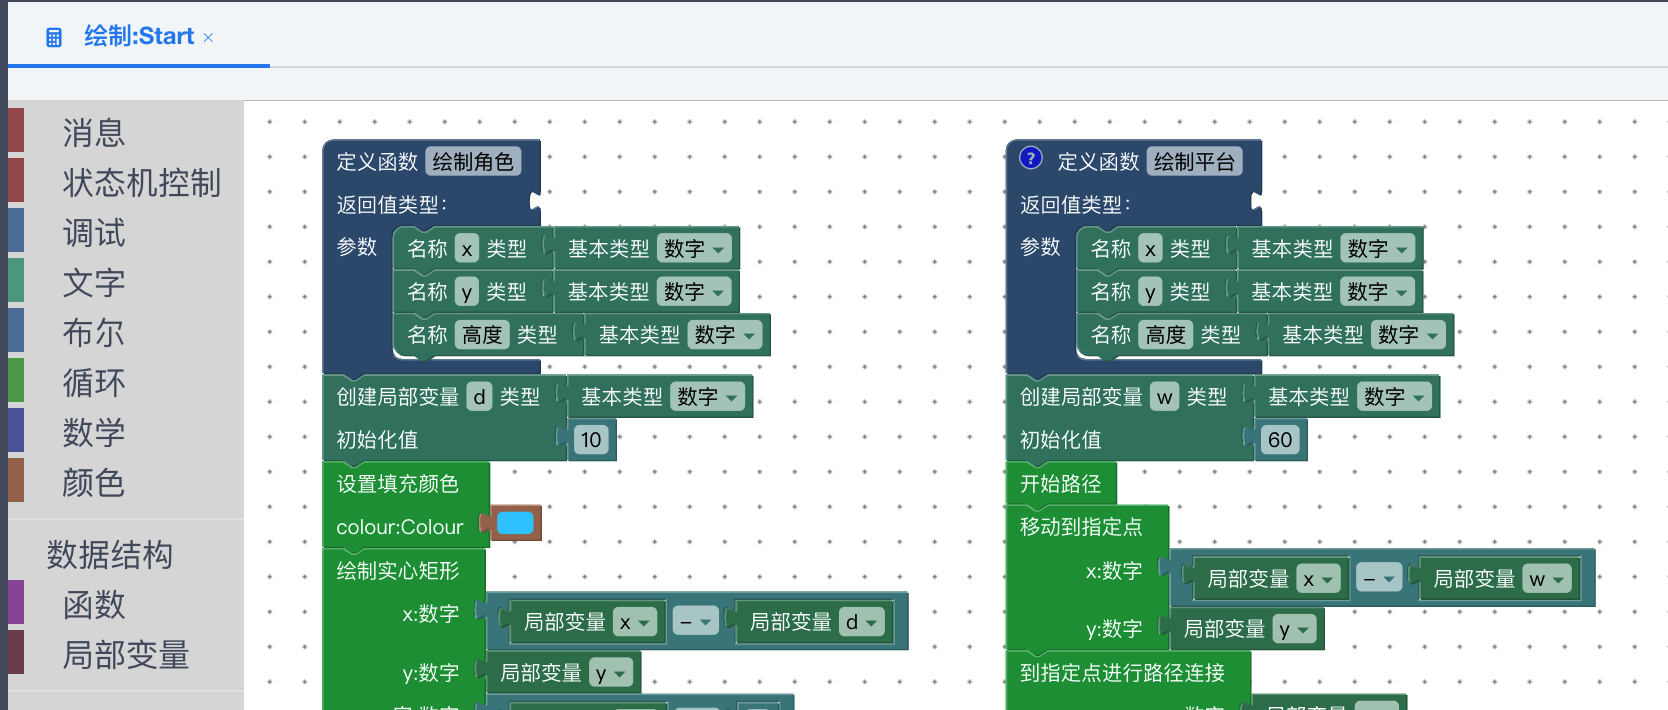 绘制:Start ×
消息
状态机控制
调试
文字
布尔
循环
数学
颜色
数据结构
函数
局部变量
定义函数 绘制角色
返回值类型:
参数 名称 x 类型 基本类型 数字
名称 y 类型 基本类型 数字
名称 高度 类型 基本类型 数字
创建局部变量 d 类型 基本类型 数字
初始化值 10
设置填充颜色
colour:Colour
绘制实心矩形
x:数字 局部变量 x - 局部变量 d
y:数字 局部变量 y
? 定义函数 绘制平台
返回值类型:
参数 名称 x 类型 基本类型 数字
名称 y 类型 基本类型 数字
名称 高度 类型 基本类型 数字
创建局部变量 w 类型 基本类型 数字
初始化值 60
开始路径
移动到指定点
x:数字 局部变量 x - 局部变量 w
y:数字 局部变量 y
到指定点进行路径连接